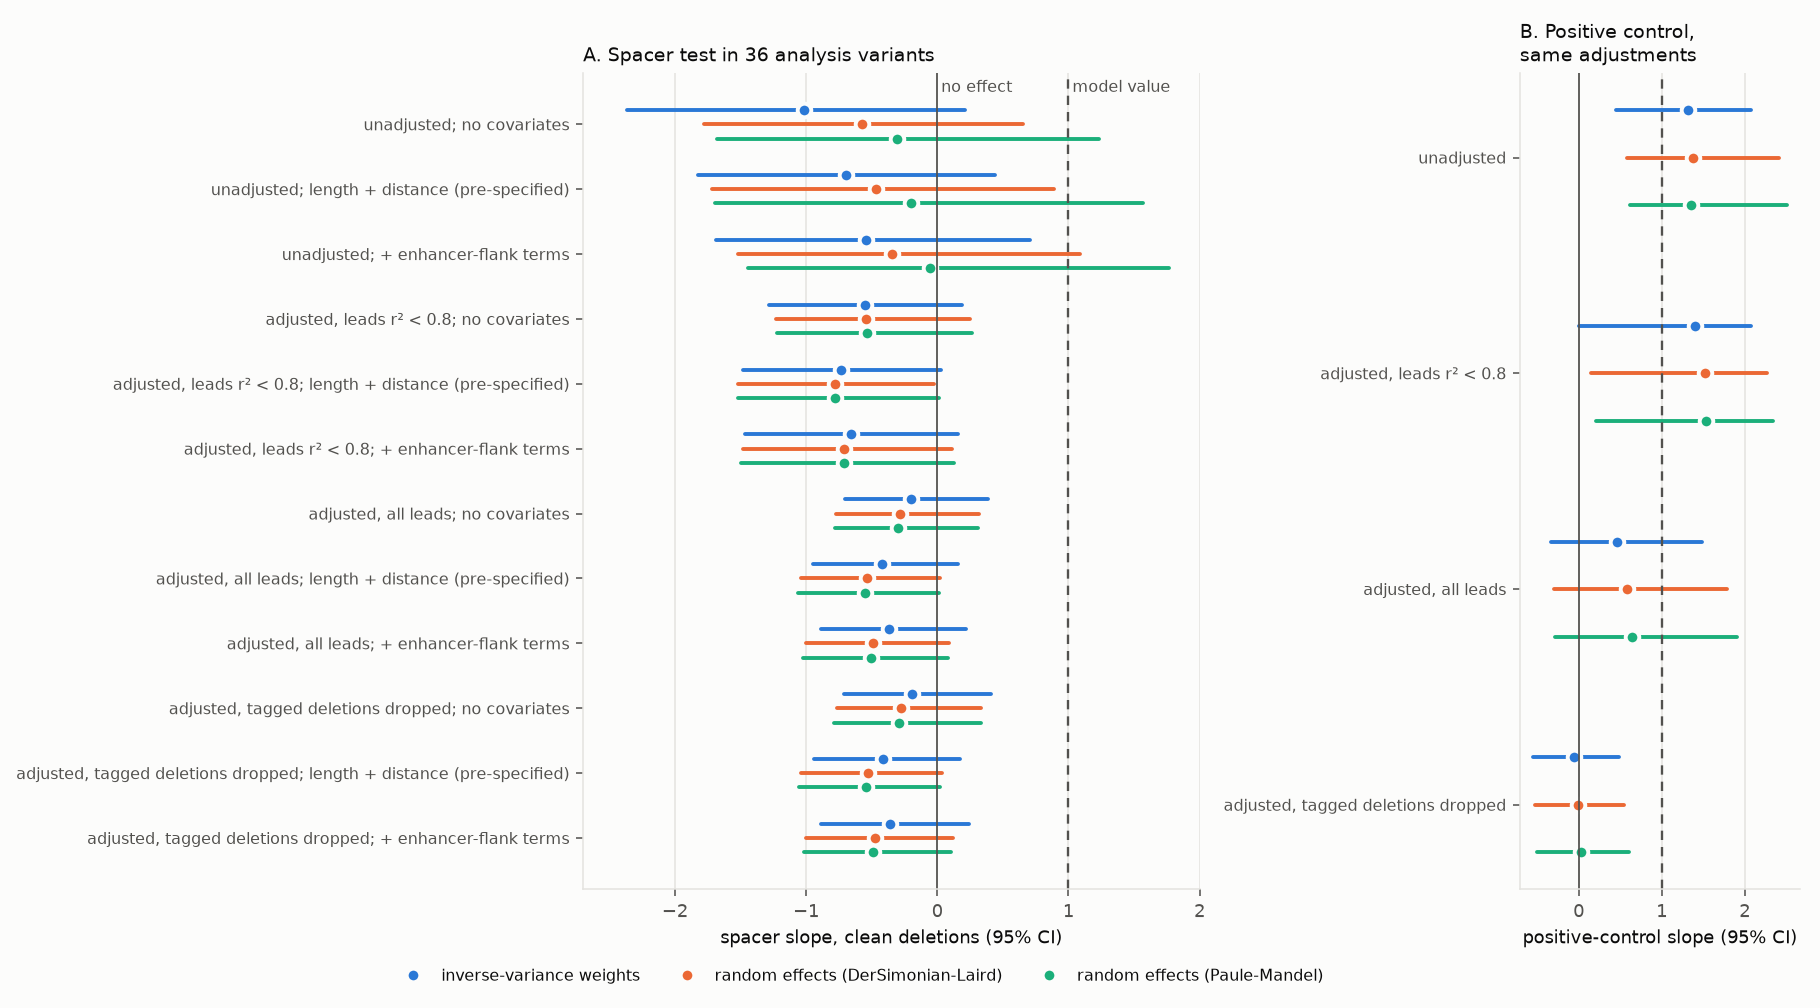 A. Spacer test in 36 analysis variants
no effect
model value
unadjusted; no covariates
unadjusted; length + distance (pre-specified)
unadjusted; + enhancer-flank terms
adjusted, leads r² < 0.8; no covariates
adjusted, leads r² < 0.8; length + distance (pre-specified)
adjusted, leads r² < 0.8; + enhancer-flank terms
adjusted, all leads; no covariates
adjusted, all leads; length + distance (pre-specified)
adjusted, all leads; + enhancer-flank terms
adjusted, tagged deletions dropped; no covariates
adjusted, tagged deletions dropped; length + distance (pre-specified)
adjusted, tagged deletions dropped; + enhancer-flank terms
−2 −1 0 1 2
spacer slope, clean deletions (95% CI)
B. Positive control,
same adjustments
unadjusted
adjusted, leads r² < 0.8
adjusted, all leads
adjusted, tagged deletions dropped
0 1 2
positive-control slope (95% CI)
inverse-variance weights
random effects (DerSimonian-Laird)
random effects (Paule-Mandel)